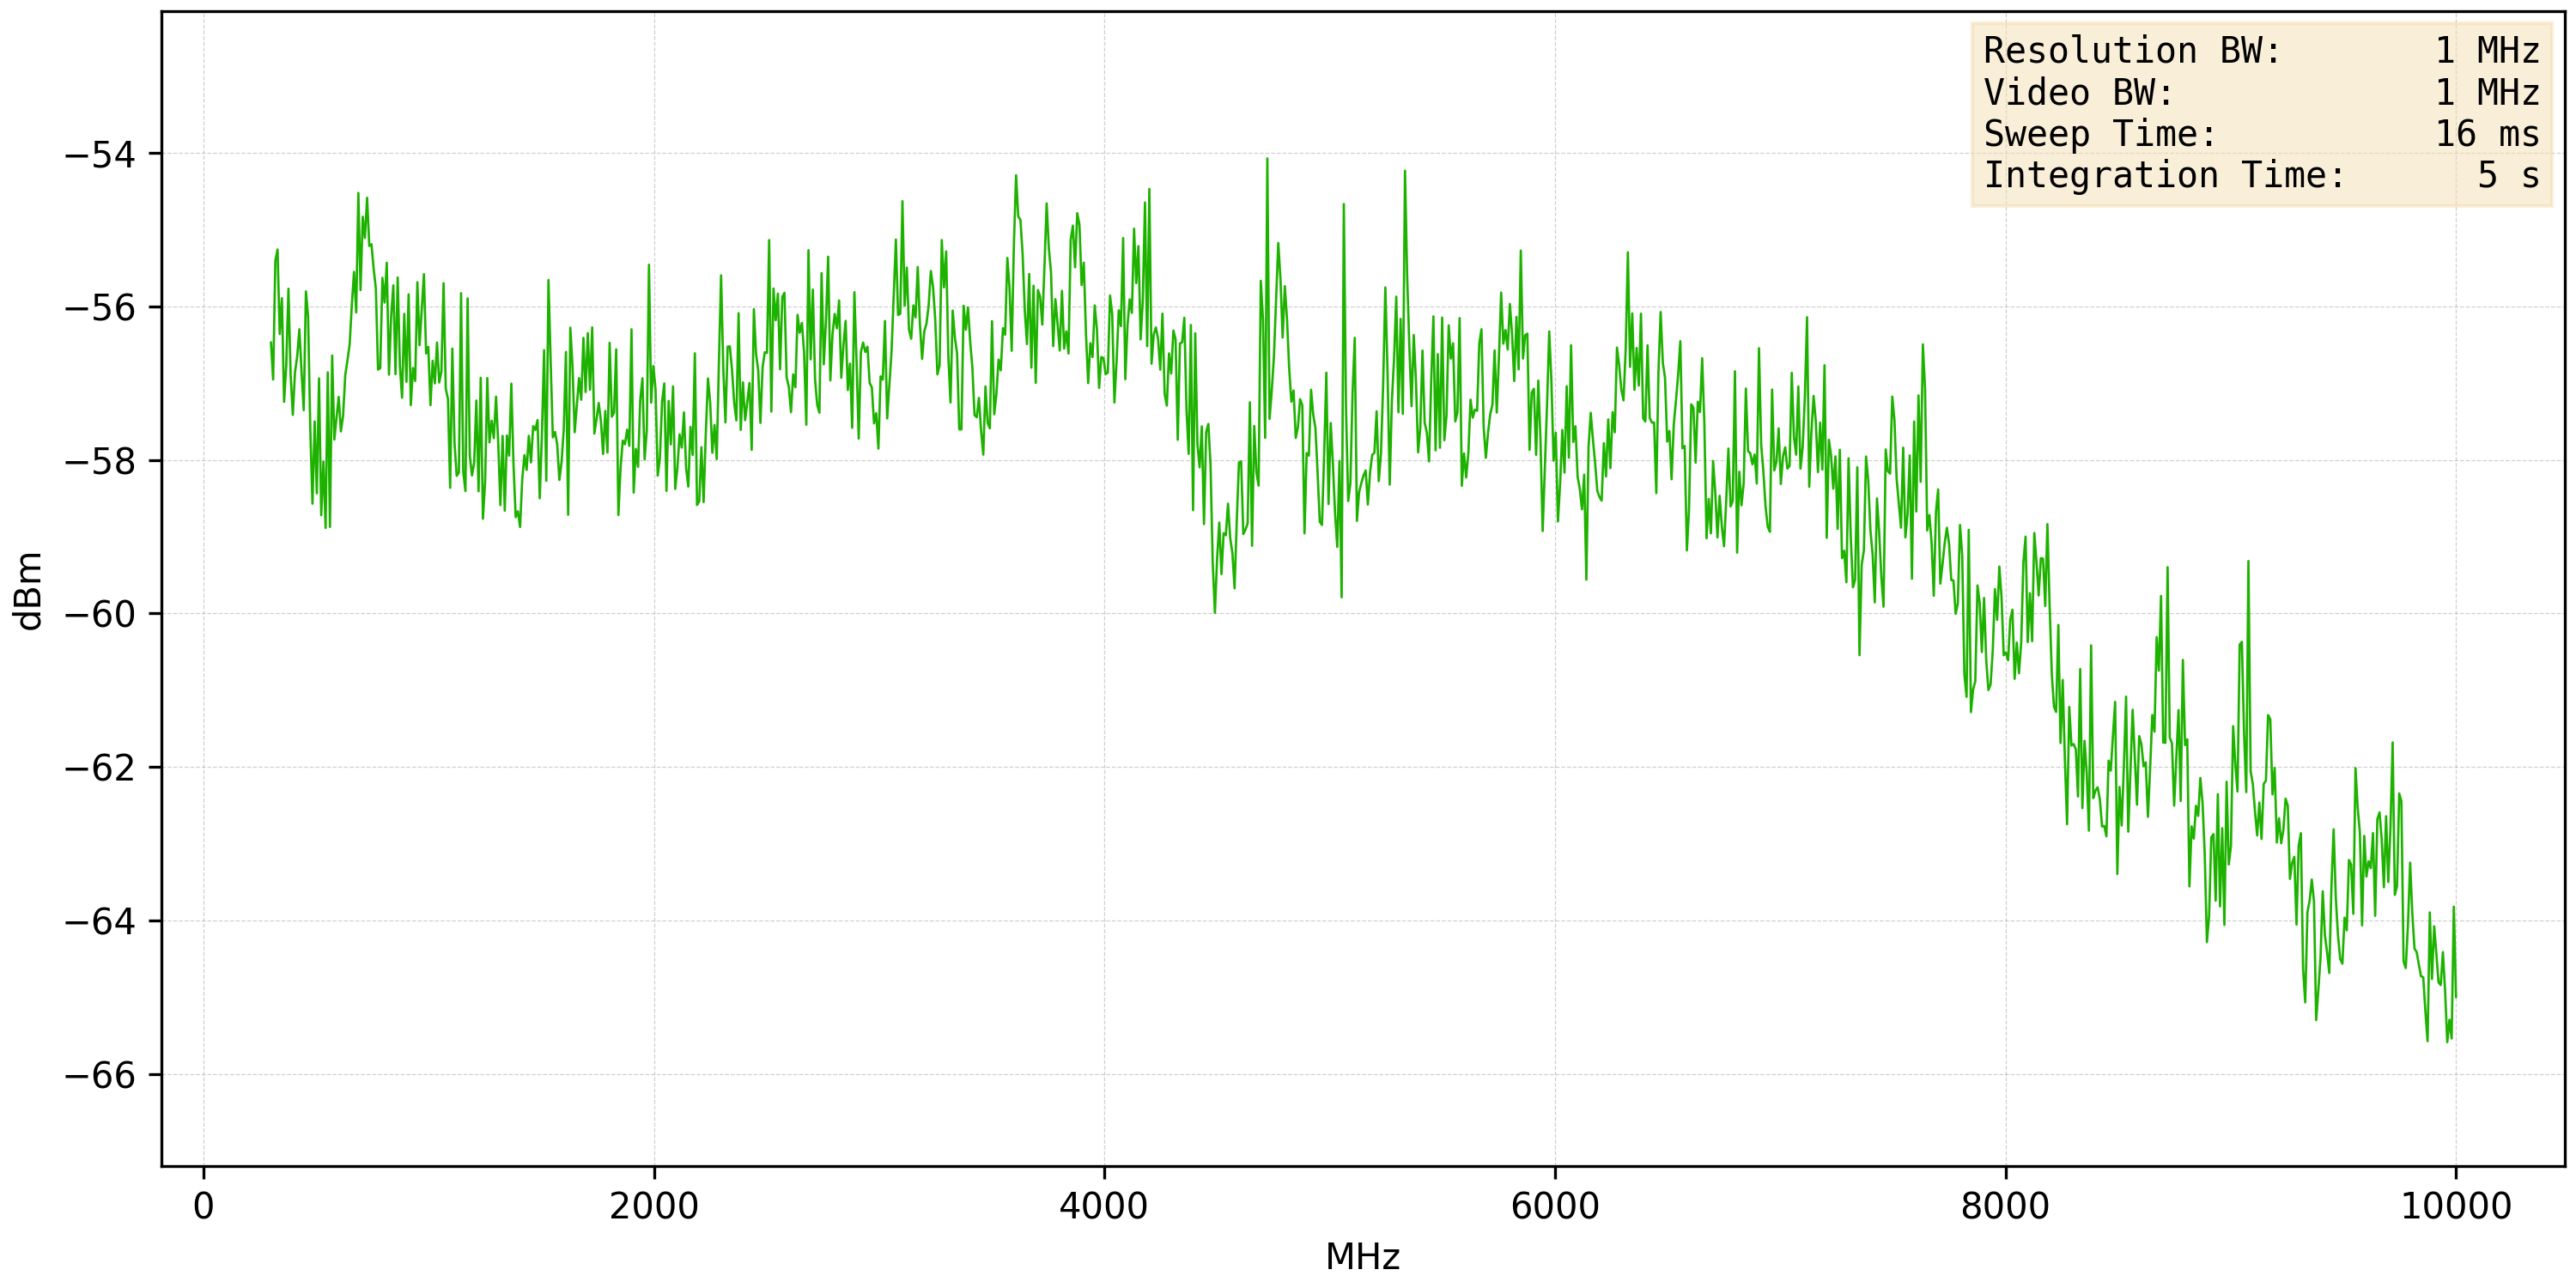 Resolution BW: 1 MHz
Video BW: 1 MHz
Sweep Time: 16 ms
Integration Time: 5 s
−54
−56
−58
−60
−62
−64
−66
dBm
0 2000 4000 6000 8000 10000
MHz